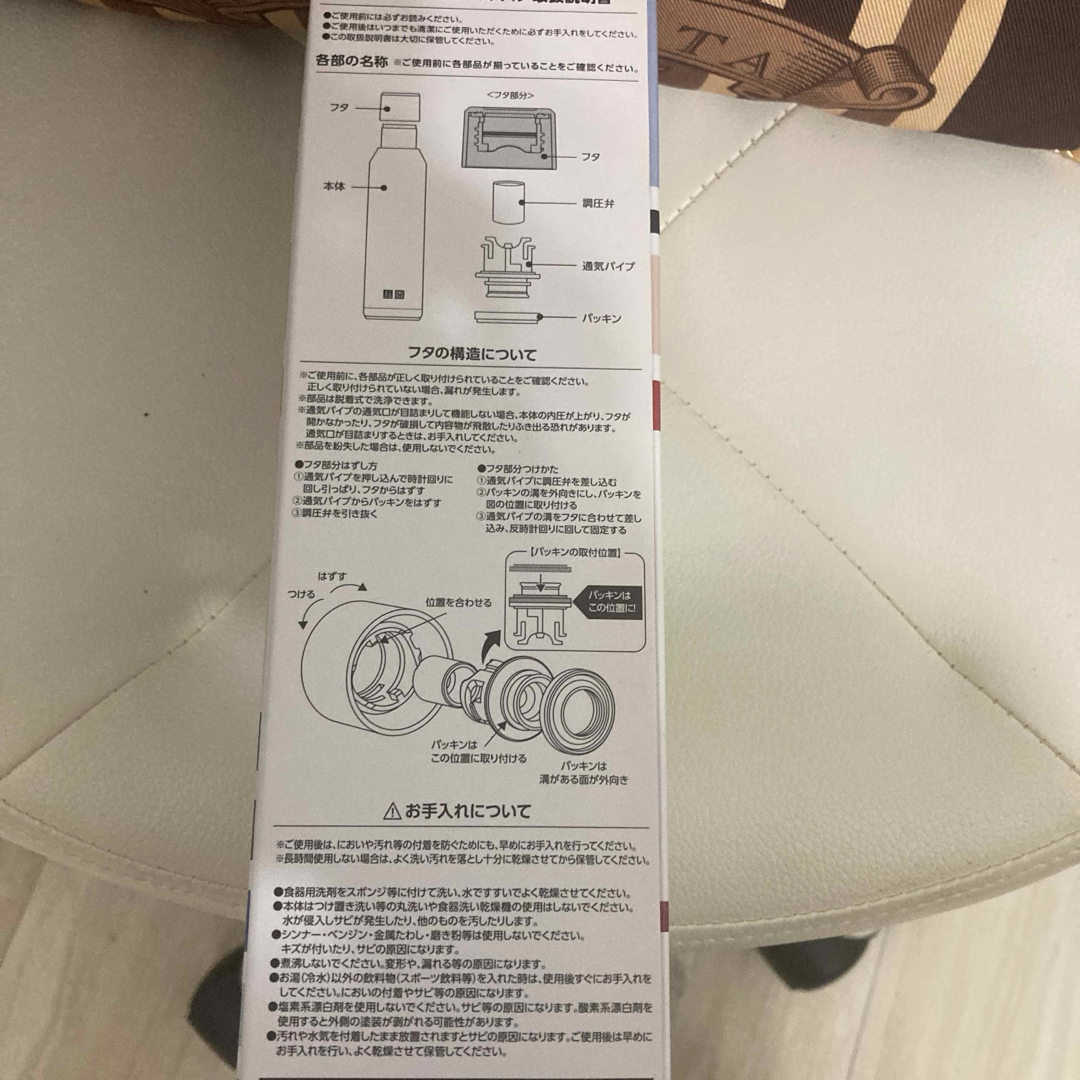 取扱説明書
●ご使用前には必ずお読みください。
●ご使用後はいつまでも清潔にご使用いただくために必ずお手入れをしてください。
●この取扱説明書は大切に保管してください。
各部の名称 ※ご使用前に各部品が揃っていることをご確認ください。
フタ
本体
<フタ部分>
フタ
調圧弁
通気パイプ
パッキン
フタの構造について
※ご使用前に、各部品が正しく取り付けられていることをご確認ください。
正しく取り付けられていない場合、漏れが発生します。
※部品は脱着式で洗浄できます。
※通気パイプの通気口が目詰まりして機能しない場合、本体の内圧が上がり、フタが
開かなかったり、フタが破損して内容物が飛散したりふき出る恐れがあります。
通気口が目詰まりするときは、お手入れしてください。
※部品を紛失した場合は、使用しないでください。
●フタ部分はずし方
①通気パイプを押し込んで時計回りに
回し引っぱり、フタからはずす
②通気パイプからパッキンをはずす
③調圧弁を引き抜く
●フタ部分つけかた
①通気パイプに調圧弁を差し込む
②パッキンの溝を外向きにし、パッキンを
図の位置に取り付ける
③通気パイプの溝をフタに合わせて差し
込み、反時計回りに回して固定する
【パッキンの取付位置】
パッキンは
この位置に!
はずす
つける
位置を合わせる
パッキンは
この位置に取り付ける
パッキンは
溝がある面が外向き
⚠お手入れについて
※ご使用後は、においや汚れ等の付着を防ぐためにも、早めにお手入れを行ってください。
※長時間使用しない場合は、よく洗い汚れを落とし十分に乾燥させてから保管してください。
●食器用洗剤をスポンジ等に付けて洗い、水ですすいでよく乾燥させてください。
●本体はつけ置き洗い等の丸洗いや食器洗い乾燥機の使用はしないでください。
水が侵入しサビが発生したり、他のものを汚したりします。
●シンナー・ベンジン・金属たわし・磨き粉等は使用しないでください。
キズが付いたり、サビの原因になります。
●煮沸しないでください。変形や、漏れる等の原因になります。
●お湯(冷水)以外の飲料物(スポーツ飲料等)を入れた時は、使用後すぐにお手入れを
してください。においの付着やサビ等の原因になります。
●塩素系漂白剤を使用しないでください。サビ等の原因になります。酸素系漂白剤を
使用すると外側の塗装が剥がれる可能性があります。
●汚れや水気を付着したまま放置されますとサビの原因になります。ご使用後は早めに
お手入れを行い、よく乾燥させて保管してください。
TA